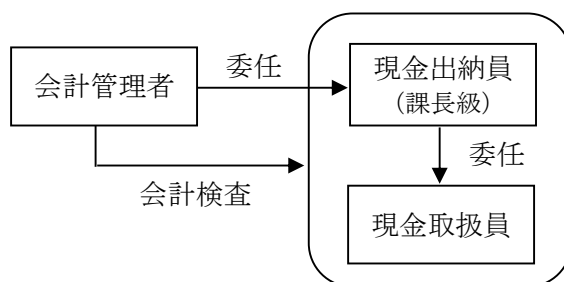 会計管理者
委任
現金出納員
(課長級)
委任
会計検査
現金取扱員